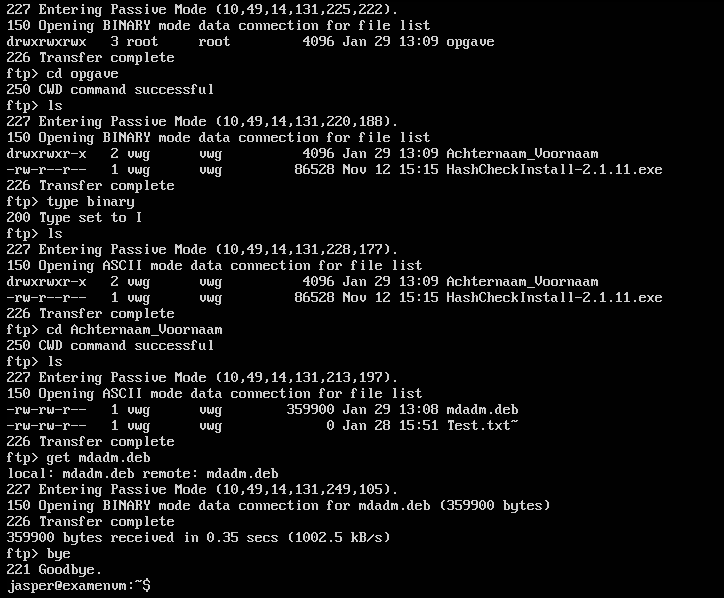 227 Entering Passive Mode (10,49,14,131,225,222).
150 Opening BINARY mode data connection for file list
drwxrwxrwx   3 root     root         4096 Jan 29 13:09 opgave
226 Transfer complete
ftp> cd opgave
250 CWD command successful
ftp> ls
227 Entering Passive Mode (10,49,14,131,220,188).
150 Opening BINARY mode data connection for file list
drwxrwxr-x   2 vwg      vwg          4096 Jan 29 13:09 Achternaam_Voornaam
-rw-r--r--   1 vwg      vwg         86528 Nov 12 15:15 HashCheckInstall-2.1.11.exe
226 Transfer complete
ftp> type binary
200 Type set to I
ftp> ls
227 Entering Passive Mode (10,49,14,131,228,177).
150 Opening ASCII mode data connection for file list
drwxrwxr-x   2 vwg      vwg          4096 Jan 29 13:09 Achternaam_Voornaam
-rw-r--r--   1 vwg      vwg         86528 Nov 12 15:15 HashCheckInstall-2.1.11.exe
226 Transfer complete
ftp> cd Achternaam_Voornaam
250 CWD command successful
ftp> ls
227 Entering Passive Mode (10,49,14,131,213,197).
150 Opening ASCII mode data connection for file list
-rw-rw-r--   1 vwg      vwg        359900 Jan 29 13:08 mdadm.deb
-rw-rw-r--   1 vwg      vwg             0 Jan 28 15:51 Test.txt~
226 Transfer complete
ftp> get mdadm.deb
local: mdadm.deb remote: mdadm.deb
227 Entering Passive Mode (10,49,14,131,249,105).
150 Opening BINARY mode data connection for mdadm.deb (359900 bytes)
226 Transfer complete
359900 bytes received in 0.35 secs (1002.5 kB/s)
ftp> bye
221 Goodbye.
jasper@examenvm:~$